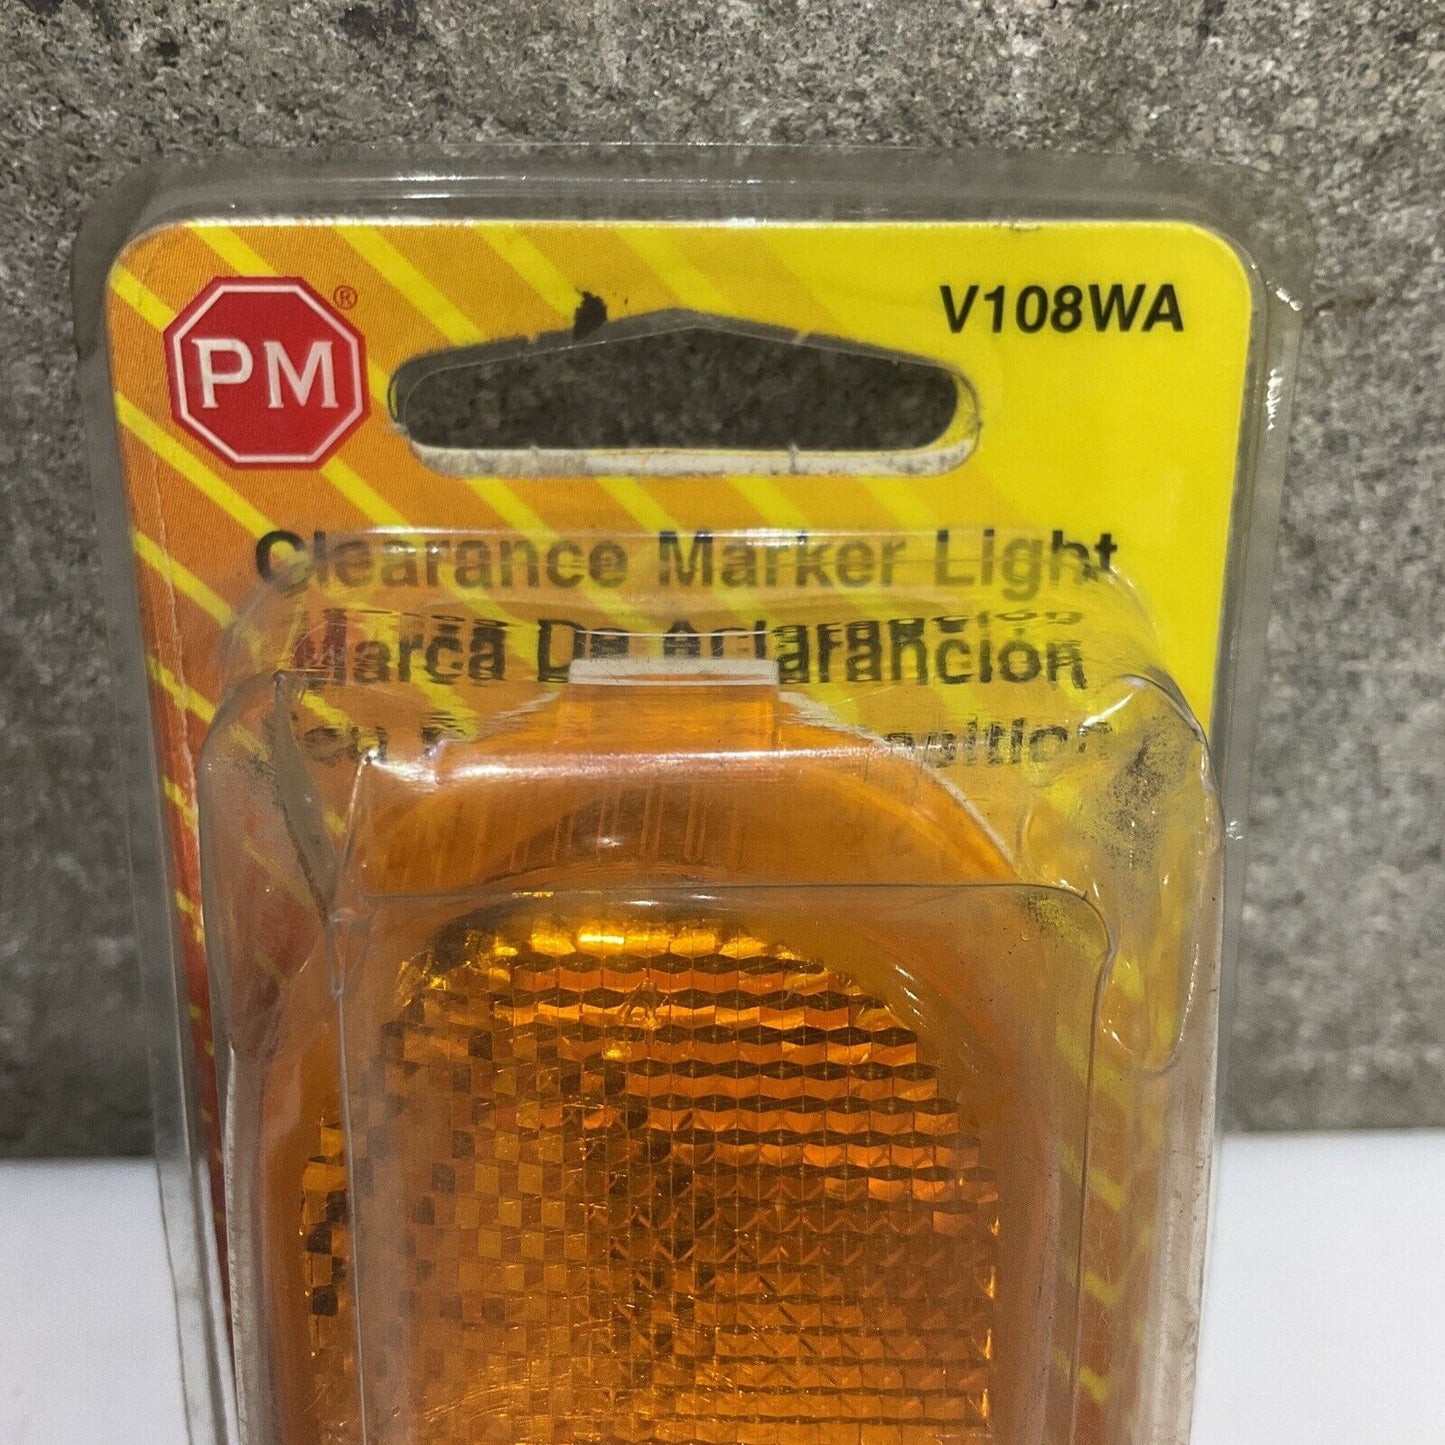 PM®
V108WA
Clearance Marker Light
Marca De Aclarancion